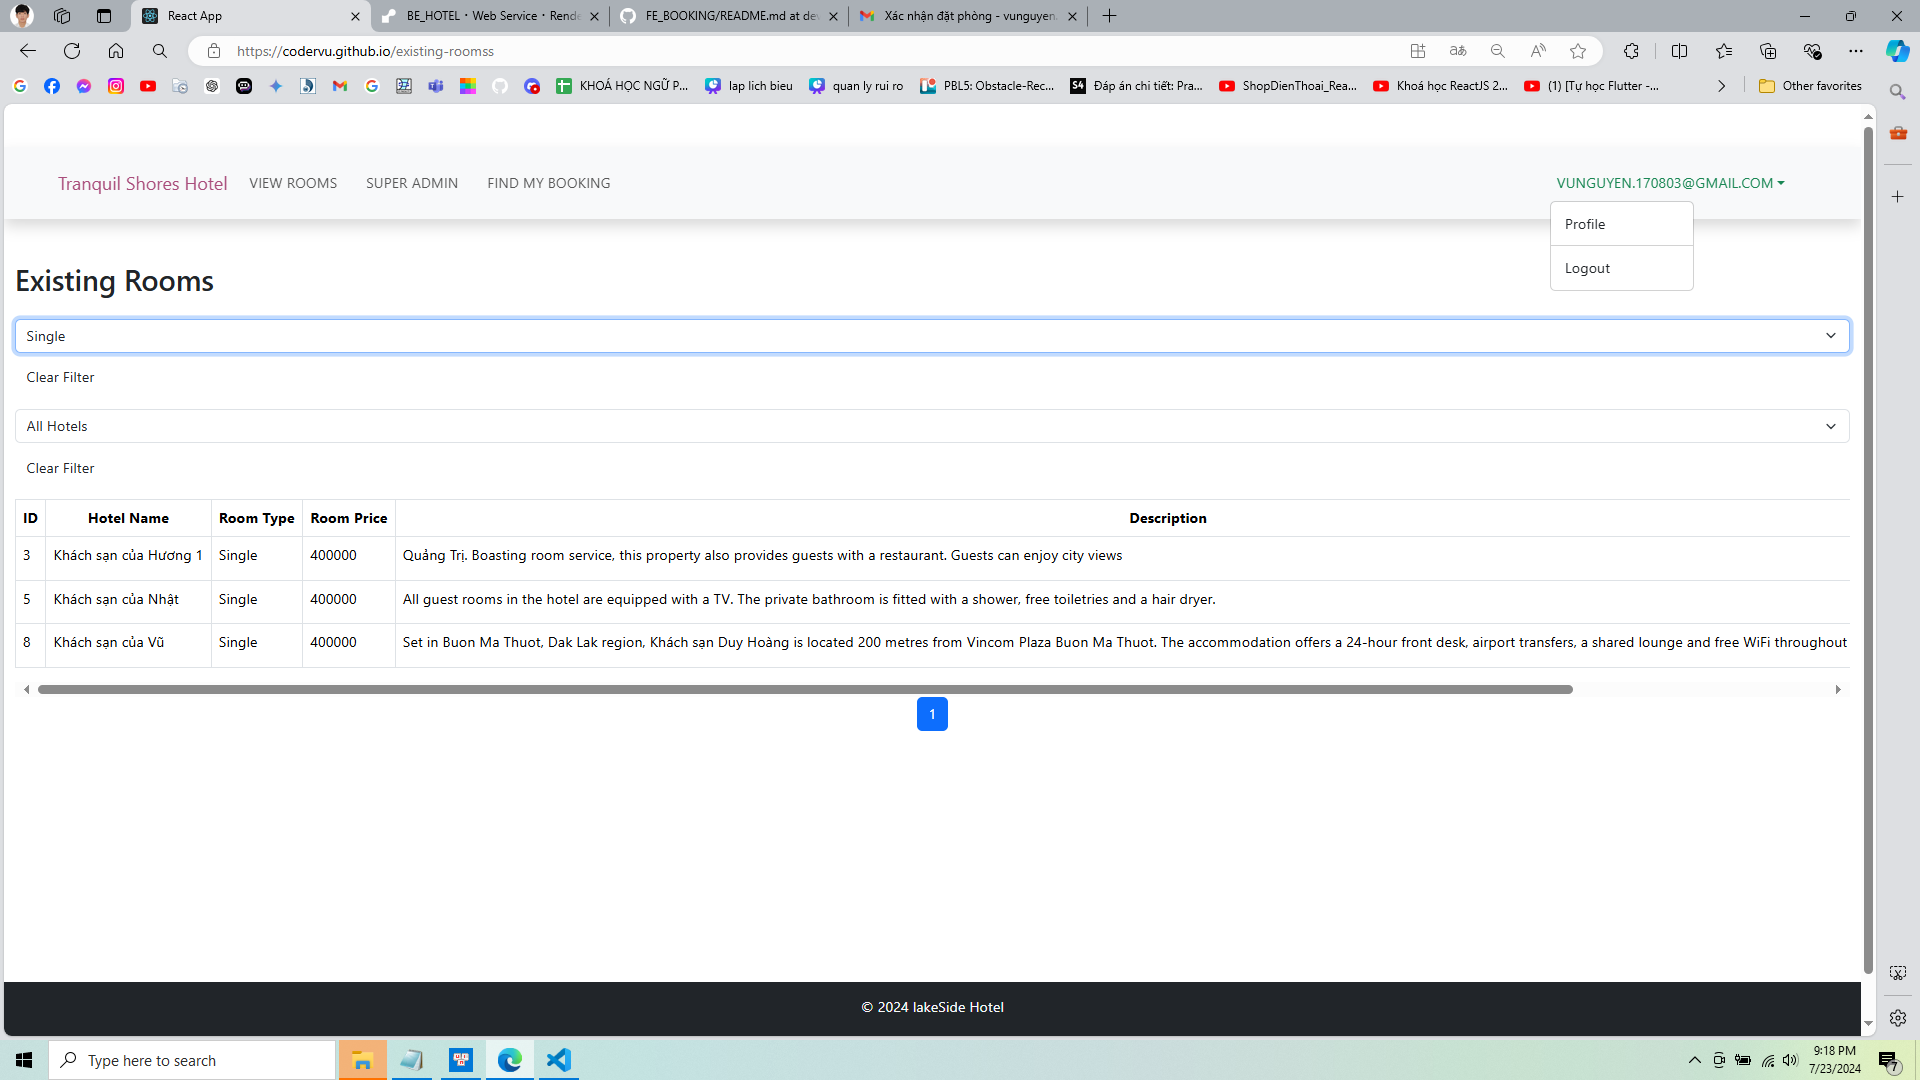 React App
BE_HOTEL · Web Service · Rende
FE_BOOKING/README.md at de
Xác nhận đặt phòng - vunguyen.
https://codervu.github.io/existing-roomss
KHOÁ HỌC NGỮ P...
lap lich bieu
quan ly rui ro
PBL5: Obstacle-Rec...
Đáp án chi tiết: Pra...
ShopDienThoai_Rea...
Khoá học ReactJS 2...
(1) [Tự học Flutter -...
Other favorites
Tranquil Shores Hotel
VIEW ROOMS
SUPER ADMIN
FIND MY BOOKING
VUNGUYEN.170803@GMAIL.COM
Profile
Logout
Existing Rooms
Single
Clear Filter
All Hotels
Clear Filter
ID Hotel Name Room Type Room Price Description
3 Khách sạn của Hương 1 Single 400000 Quảng Trị. Boasting room service, this property also provides guests with a restaurant. Guests can enjoy city views
5 Khách sạn của Nhật Single 400000 All guest rooms in the hotel are equipped with a TV. The private bathroom is fitted with a shower, free toiletries and a hair dryer.
8 Khách sạn của Vũ Single 400000 Set in Buon Ma Thuot, Dak Lak region, Khách sạn Duy Hoàng is located 200 metres from Vincom Plaza Buon Ma Thuot. The accommodation offers a 24-hour front desk, airport transfers, a shared lounge and free WiFi throughout
1
© 2024 lakeSide Hotel
Type here to search
9:18 PM
7/23/2024
7